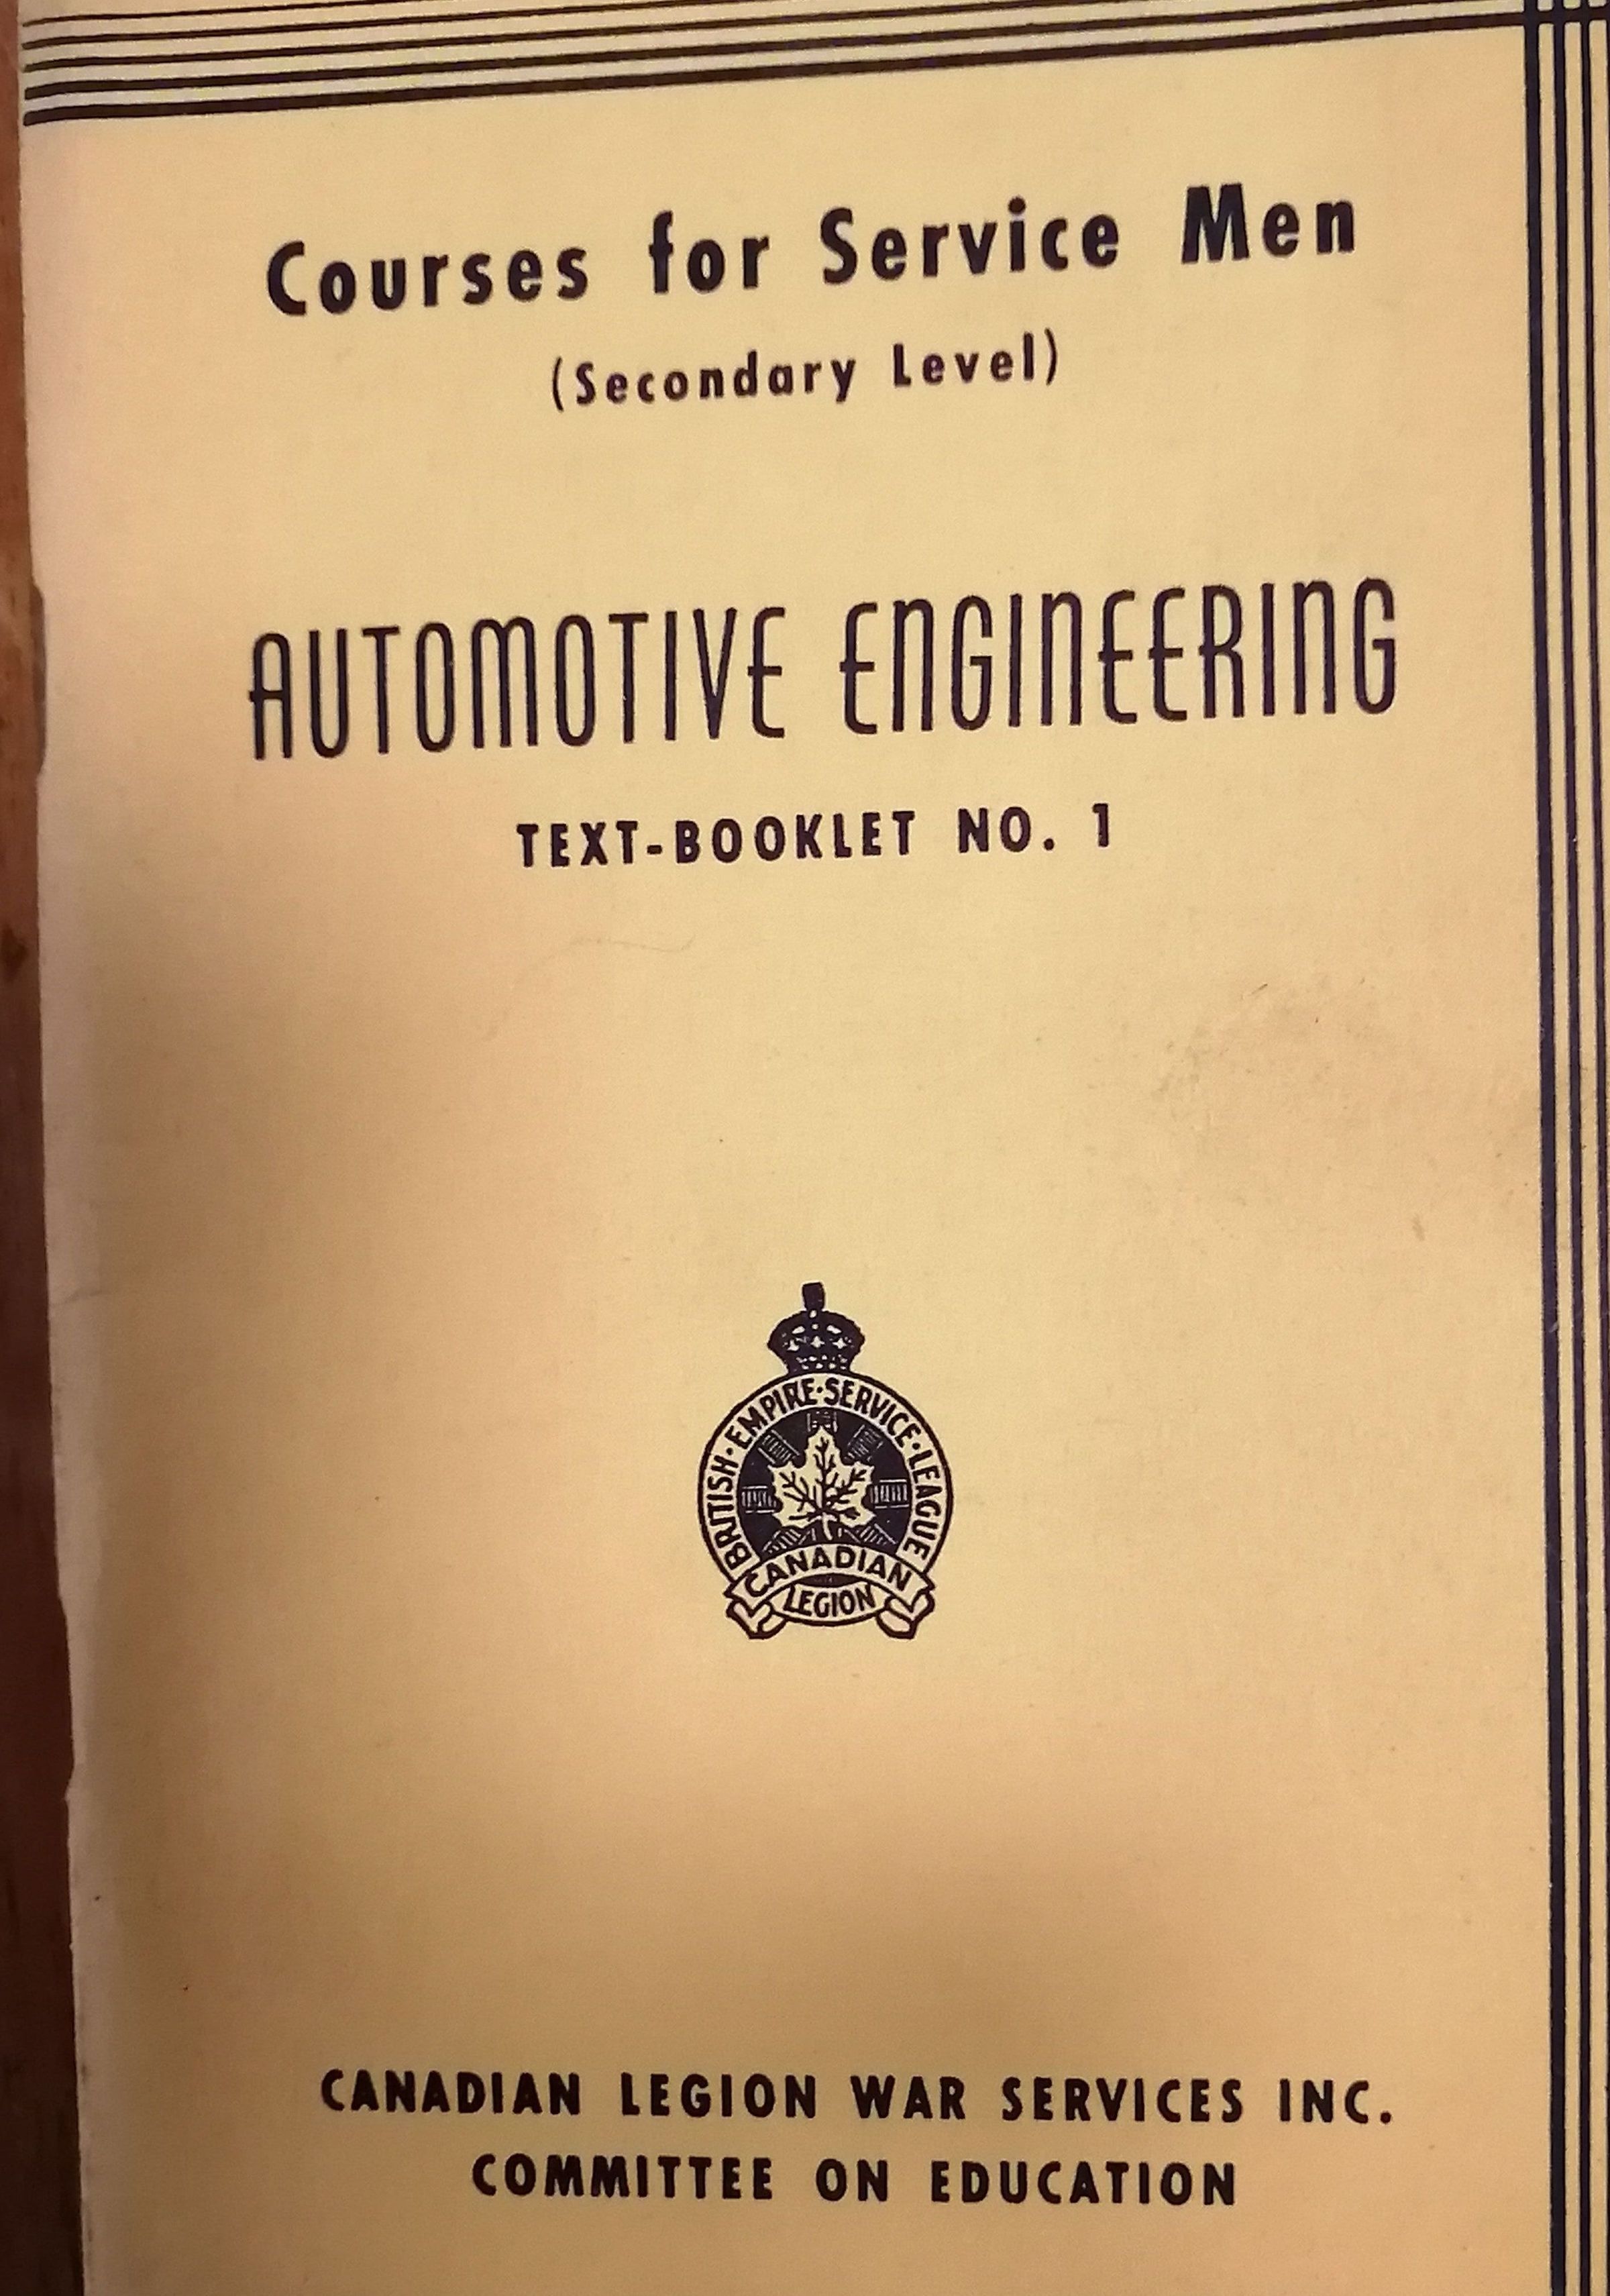 Courses for Service Men
(Secondary Level)
AUTOMOTIVE ENGINEERING
TEXT-BOOKLET NO. 1
BRITISH·EMPIRE·SERVICE·LEAGUE
CANADIAN
LEGION
CANADIAN LEGION WAR SERVICES INC.
COMMITTEE ON EDUCATION